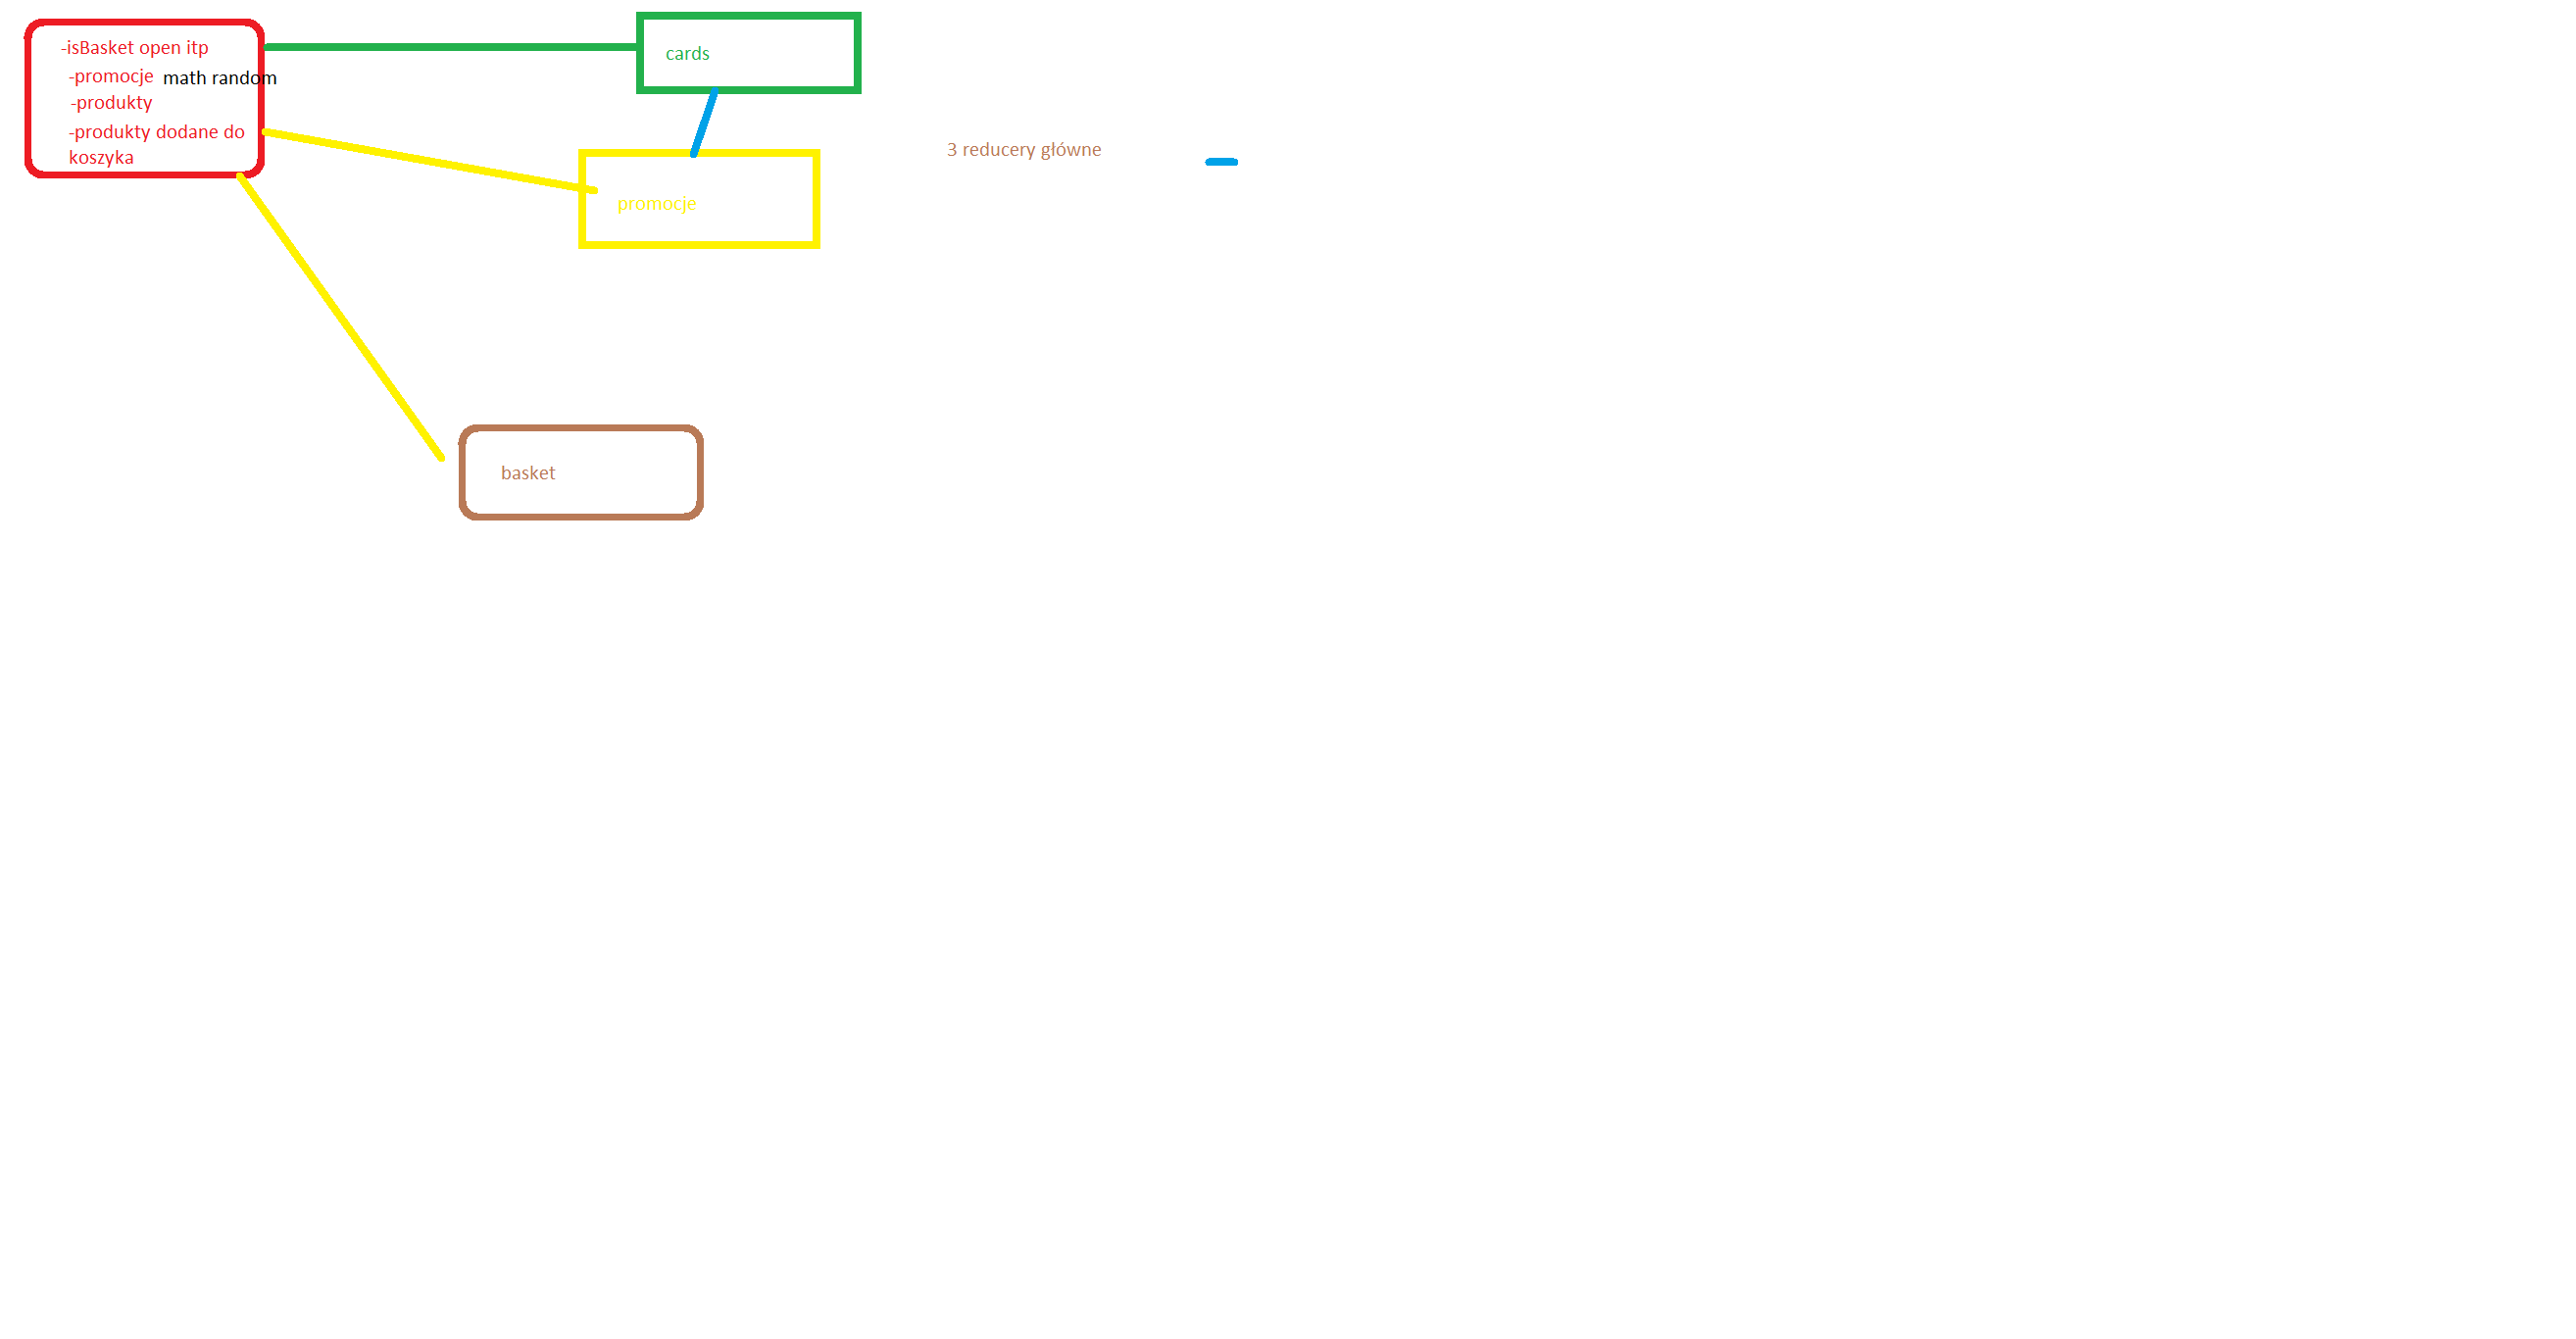 -isBasket open itp
-promocje math random
-produkty
-produkty dodane do
koszyka
cards
promocje
3 reducery główne
basket